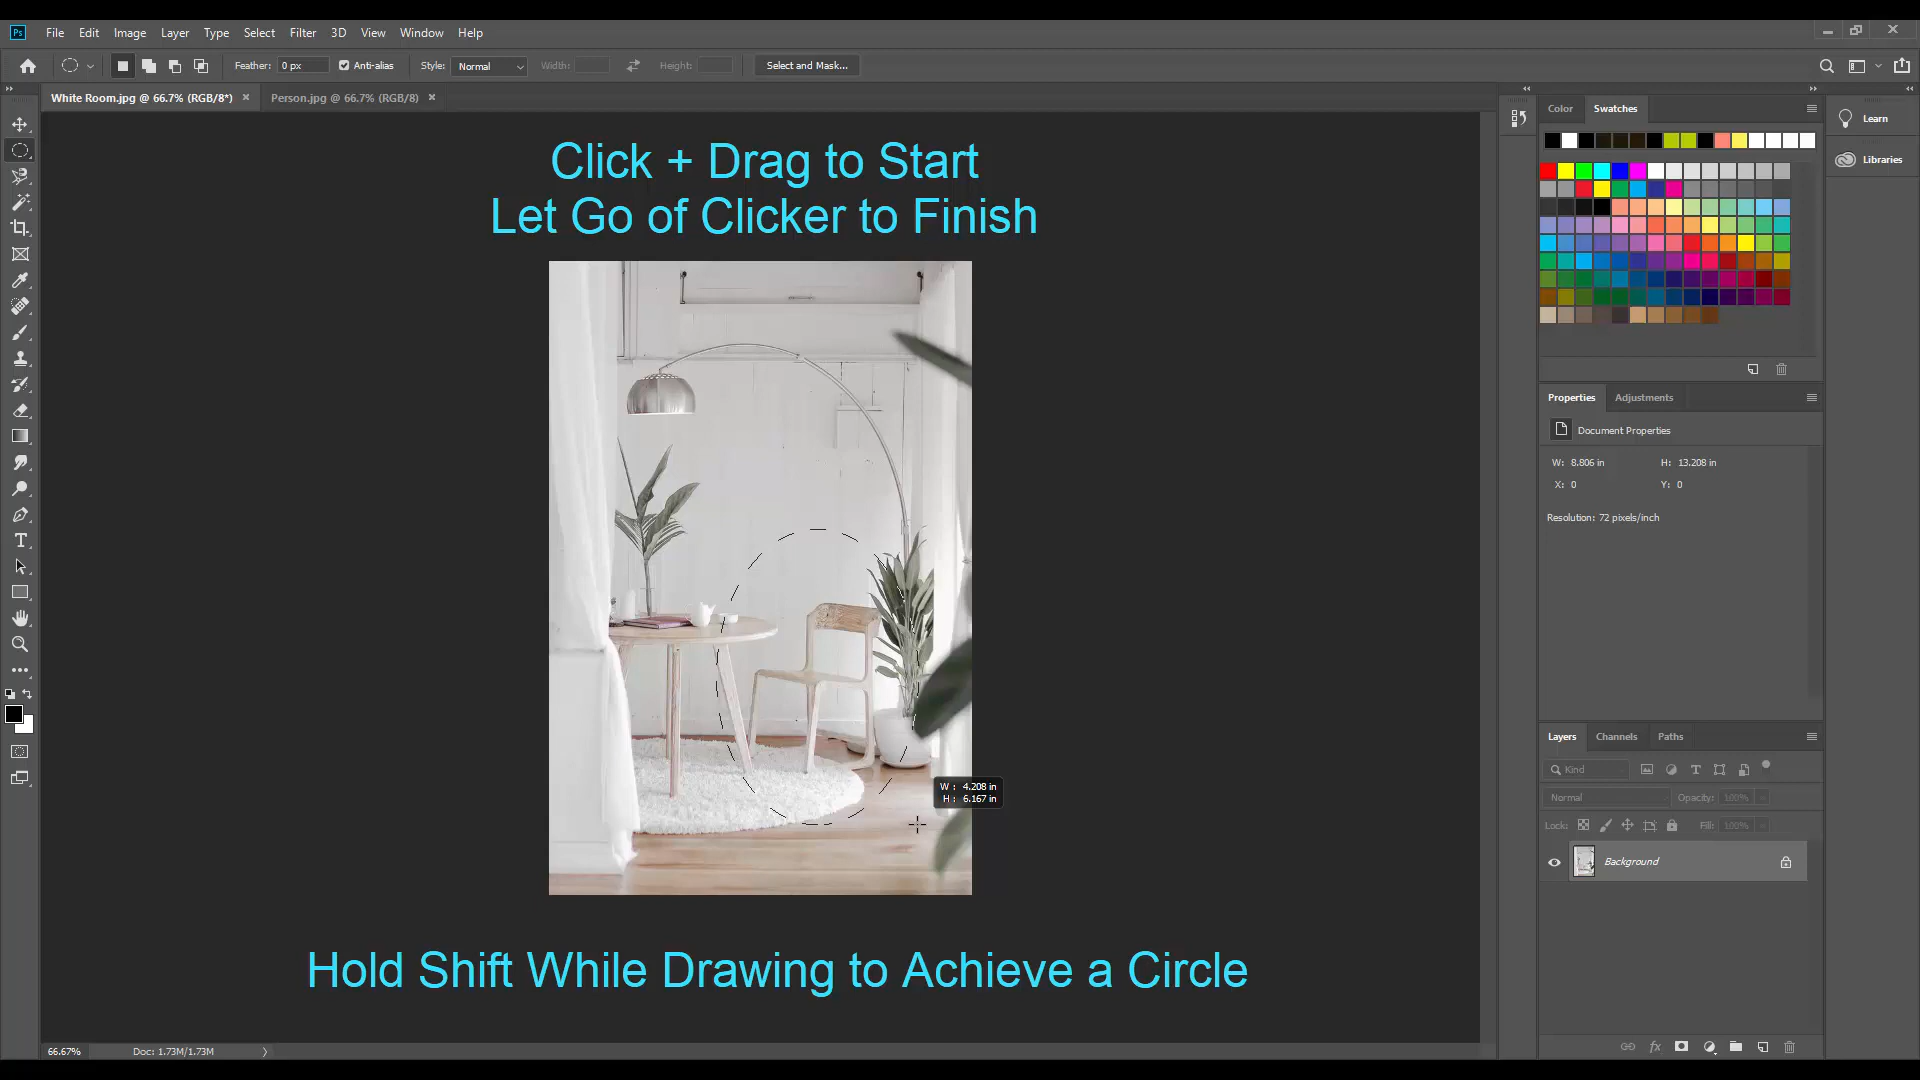 Ps File Edit Image Layer Type Select Filter 3D View Window Help
Feather: 0 px Anti-alias Style: Normal Width: Height: Select and Mask...
White Room.jpg @ 66.7% (RGB/8*) × Person.jpg @ 66.7% (RGB/8) ×
Color Swatches
Learn
Libraries
Click + Drag to Start
Let Go of Clicker to Finish
Properties Adjustments
Document Properties
W: 8.806 in H: 13.208 in
X: 0 Y: 0
Resolution: 72 pixels/inch
W : 4.208 in
H : 6.167 in
Layers Channels Paths
Kind
Normal Opacity: 100%
Lock: Fill: 100%
Background
fx
Hold Shift While Drawing to Achieve a Circle
66.67% Doc: 1.73M/1.73M